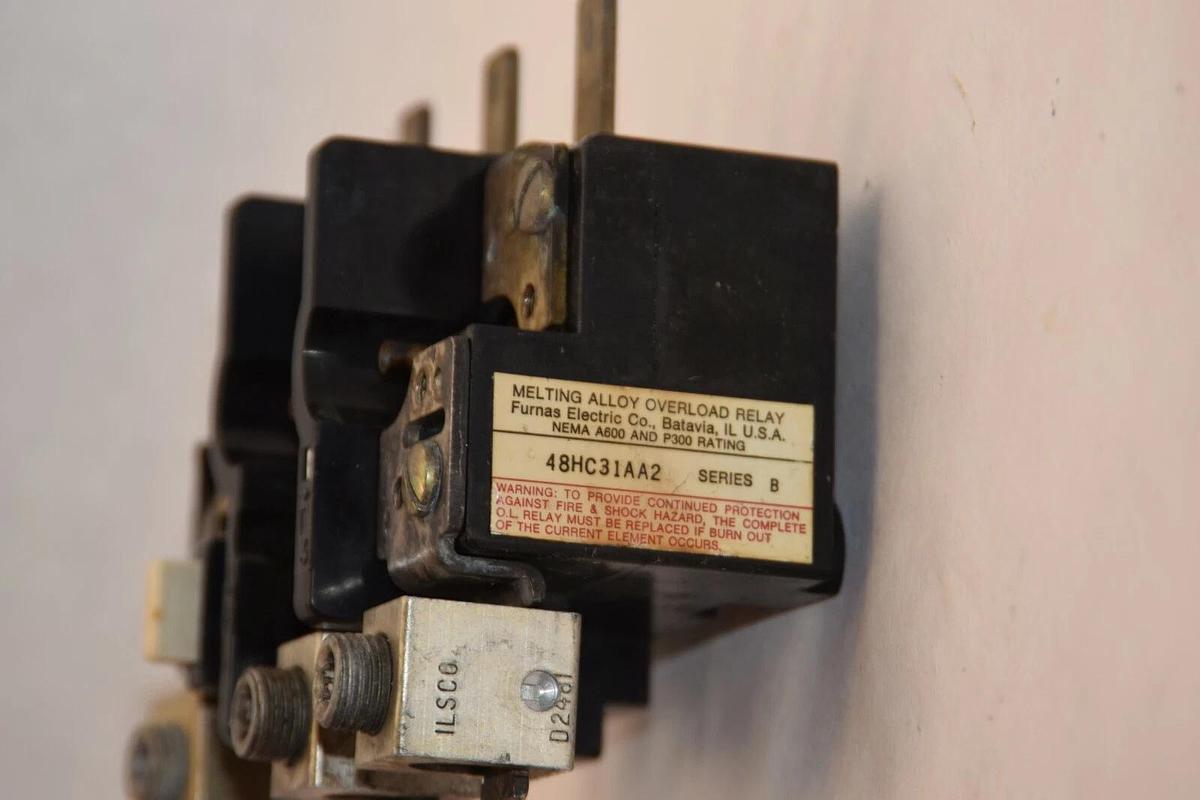 MELTING ALLOY OVERLOAD RELAY
Furnas Electric Co., Batavia, IL U.S.A.
NEMA A600 AND P300 RATING
48HC31AA2 SERIES B
WARNING: TO PROVIDE CONTINUED PROTECTION
AGAINST FIRE & SHOCK HAZARD, THE COMPLETE
O.L. RELAY MUST BE REPLACED IF BURN OUT
OF THE CURRENT ELEMENT OCCURS.
ILSCO